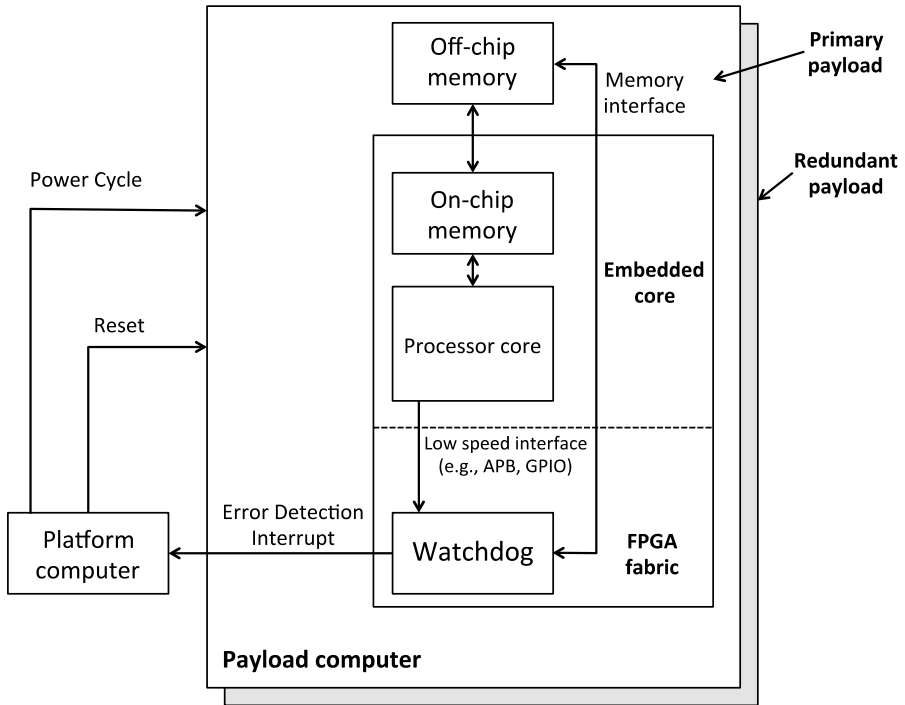 Off-chip
memory
Primary
payload
Memory
interface
Redundant
payload
Power Cycle
On-chip
memory
Embedded
core
Reset
Processor core
Low speed interface
(e.g., APB, GPIO)
Error Detection
Interrupt
Platform
computer
Watchdog
FPGA
fabric
Payload computer